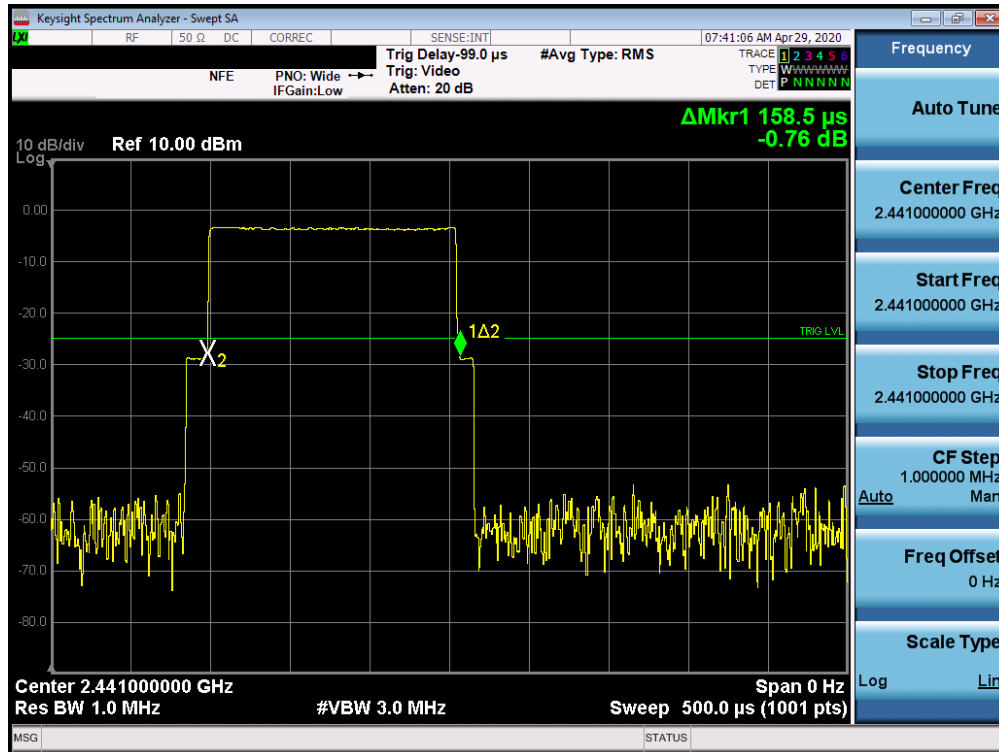 Keysight Spectrum Analyzer - Swept SA
LXI RF 50 Ω DC CORREC SENSE:INT 07:41:06 AM Apr 29, 2020
Trig Delay-99.0 μs #Avg Type: RMS TRACE 1 2 3 4 5 6
NFE PNO: Wide Trig: Video TYPE WWWWWW
IFGain:Low Atten: 20 dB DET P N N N N N
ΔMkr1 158.5 μs
-0.76 dB
10 dB/div Ref 10.00 dBm
Log
0.00
-10.0
-20.0
-30.0
-40.0
-50.0
-60.0
-70.0
-80.0
TRIG LVL
1Δ2
X2
Center 2.441000000 GHz Span 0 Hz
Res BW 1.0 MHz #VBW 3.0 MHz Sweep 500.0 μs (1001 pts)
MSG STATUS
Frequency
Auto Tune
Center Freq
2.441000000 GHz
Start Freq
2.441000000 GHz
Stop Freq
2.441000000 GHz
CF Step
1.000000 MHz
Auto Man
Freq Offset
0 Hz
Scale Type
Log Lin